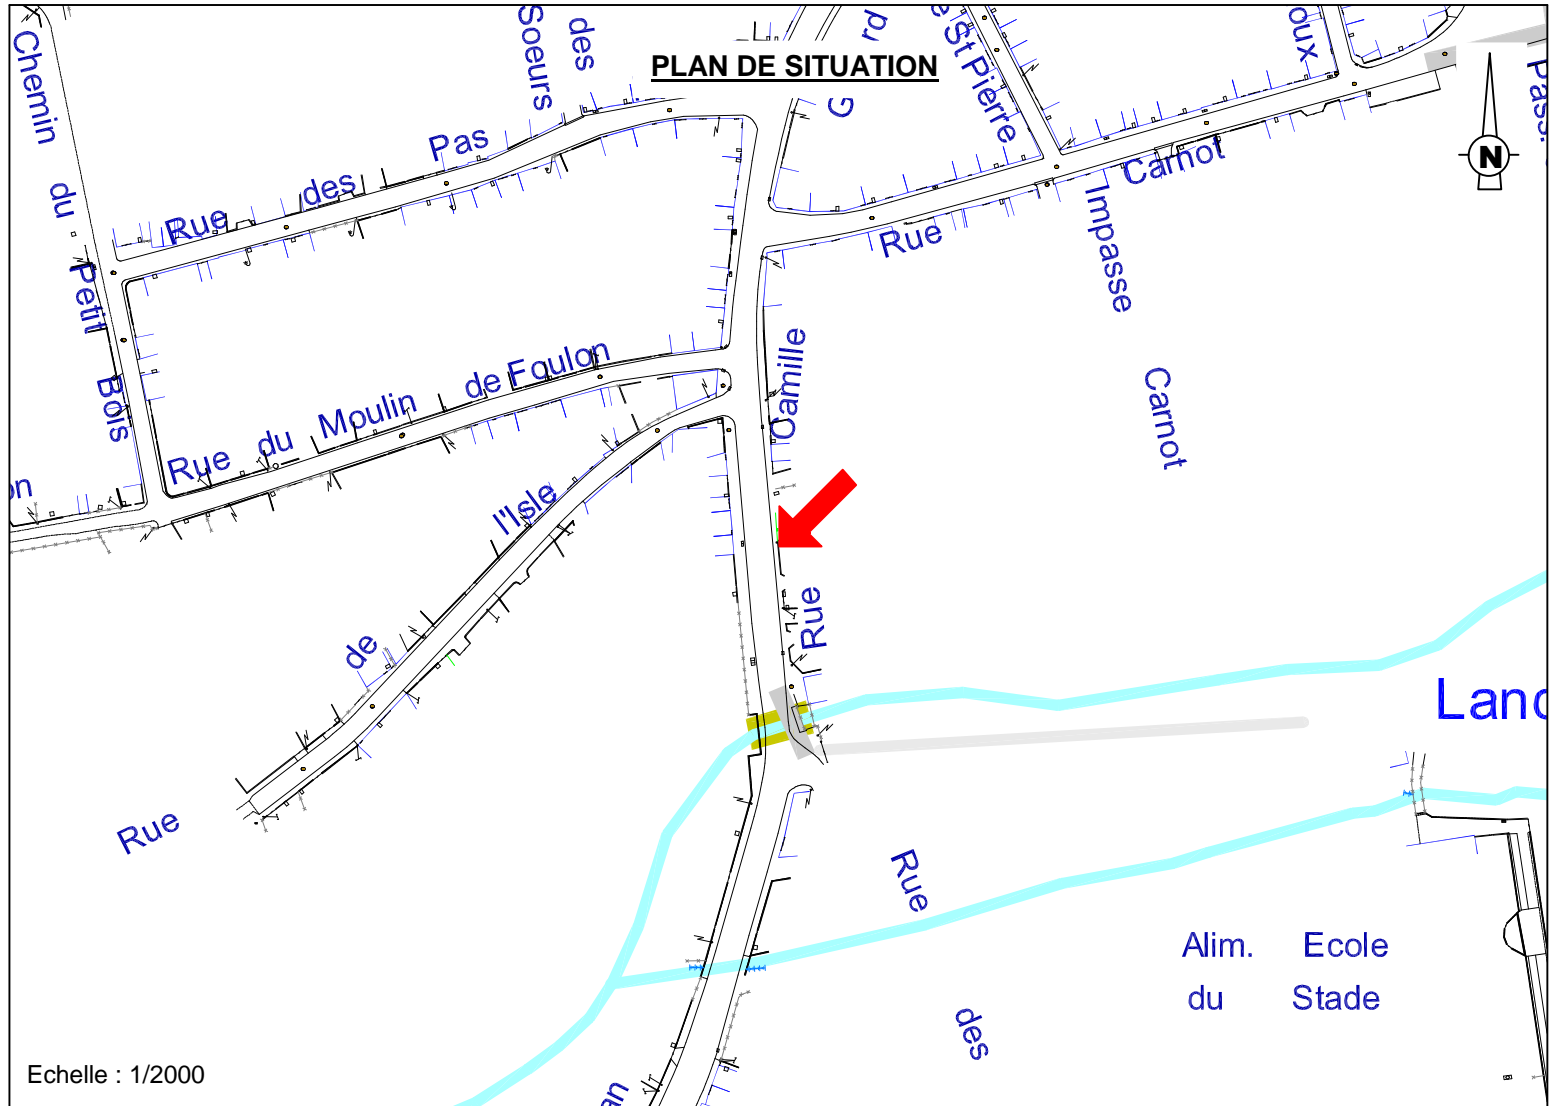 PLAN DE SITUATION
N
Chemin du Petit Bois
Rue des Pas
des Soeurs
St Pierre
Rue Carnot
Impasse Carnot
Rue du Moulin de Foulon
Rue de l'Isle
Rue Camille
Rue des
Alim. Ecole
du Stade
Echelle : 1/2000